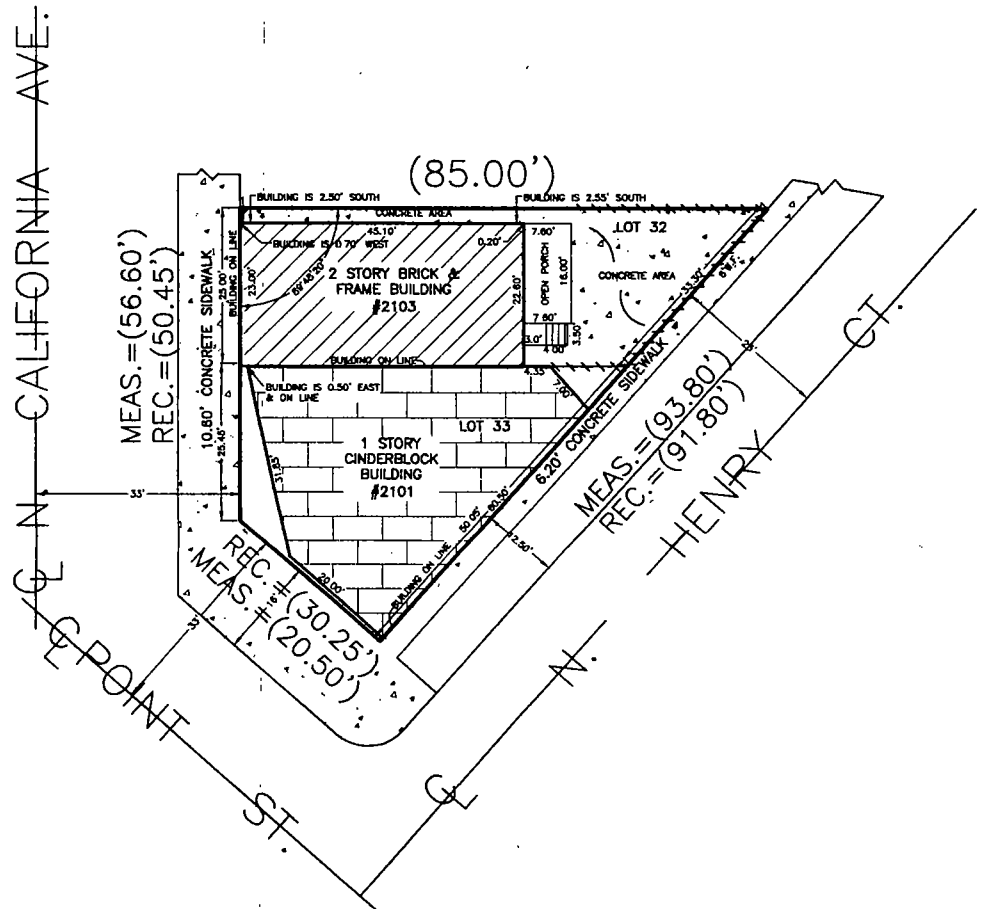 N CALIFORNIA AVE.
(85.00')
BUILDING IS 2.50' SOUTH
BUILDING IS 2.55' SOUTH
CONCRETE AREA
45.10'
BUILDING IS 0.70' WEST
0.20'
7.60'
LOT 32
MEAS.=(56.60')
REC.=(50.45')
10.80' CONCRETE SIDEWALK
25.00'
BUILDING ON LINE
23.00'
2 STORY BRICK &
FRAME BUILDING
#2103
22.60'
OPEN PORCH
16.00'
CONCRETE AREA
33.30'
7.60'
3.0'
4.00'
3.50'
BUILDING ON LINE
4.35'
7.00'
BUILDING IS 0.50' EAST
& ON LINE
LOT 33
1 STORY
CINDERBLOCK
BUILDING
#2101
25.45'
31.85'
33'
20.00'
BUILDING ON LINE
50.05'
60.50'
6.20' CONCRETE SIDEWALK
12.50'
MEAS.=(93.80')
REC.=(91.80')
N. HENRY CT.
REC.=(30.25')
MEAS.=(20.50')
16'
33'
POINT ST.